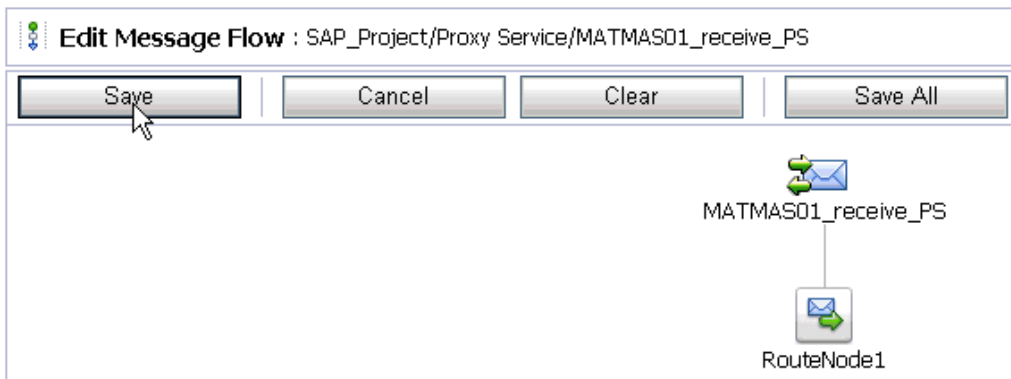 Edit Message Flow : SAP_Project/Proxy Service/MATMAS01_receive_PS
Save Cancel Clear Save All
MATMAS01_receive_PS
RouteNode1